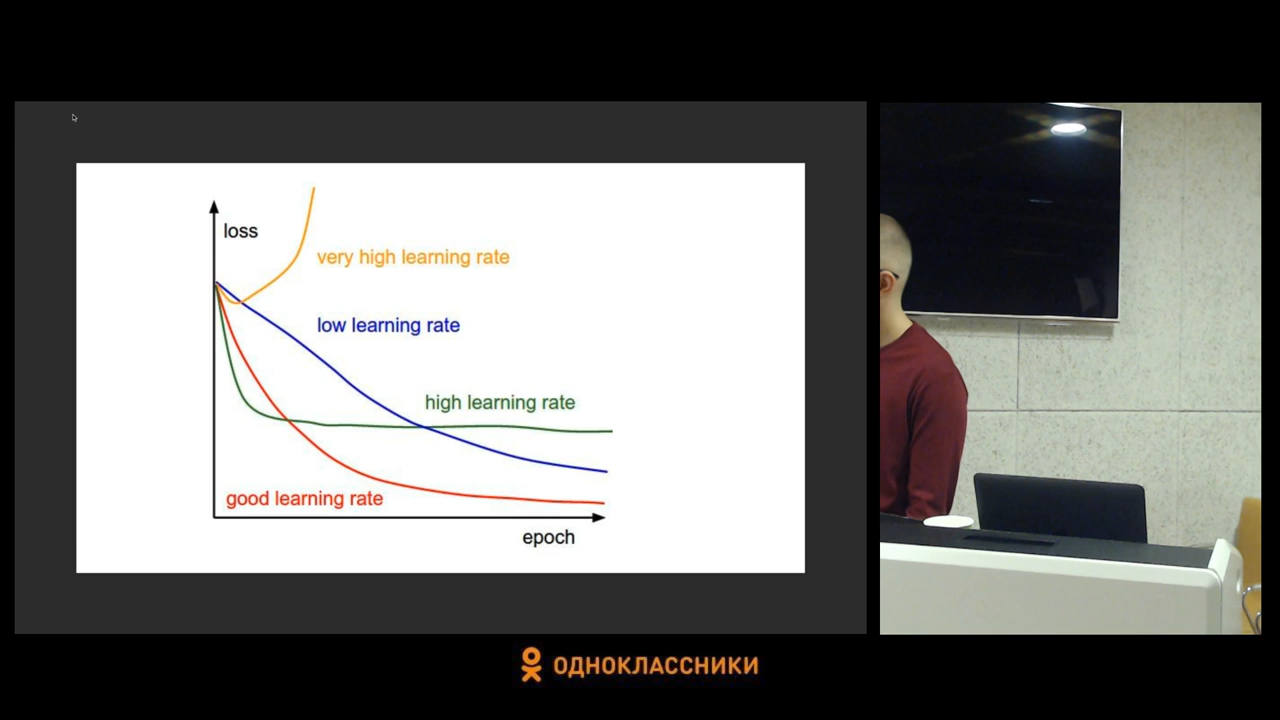 loss
very high learning rate
low learning rate
high learning rate
good learning rate
epoch
ОДНОКЛАССНИКИ